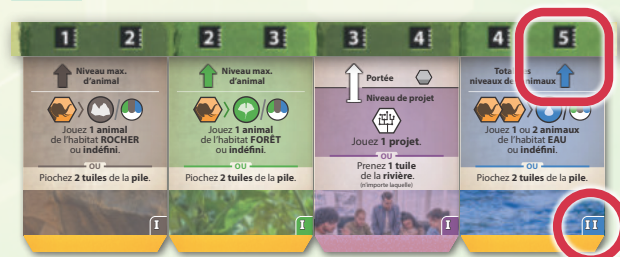 1 2 2 3 3 4 4 5
Niveau max.
d'animal
Jouez 1 animal
de l'habitat ROCHER
ou indéfini.
OU
Piochez 2 tuiles de la pile.
I
Niveau max.
d'animal
Jouez 1 animal
de l'habitat FORÊT
ou indéfini.
OU
Piochez 2 tuiles de la pile.
I
Portée
Niveau de projet
Jouez 1 projet.
OU
Prenez 1 tuile
de la rivière.
(n'importe laquelle)
I
niveaux
Jouez 1 ou 2 animaux
de l'habitat EAU
ou indéfini.
OU
Piochez 2 tuiles de la pile.
II